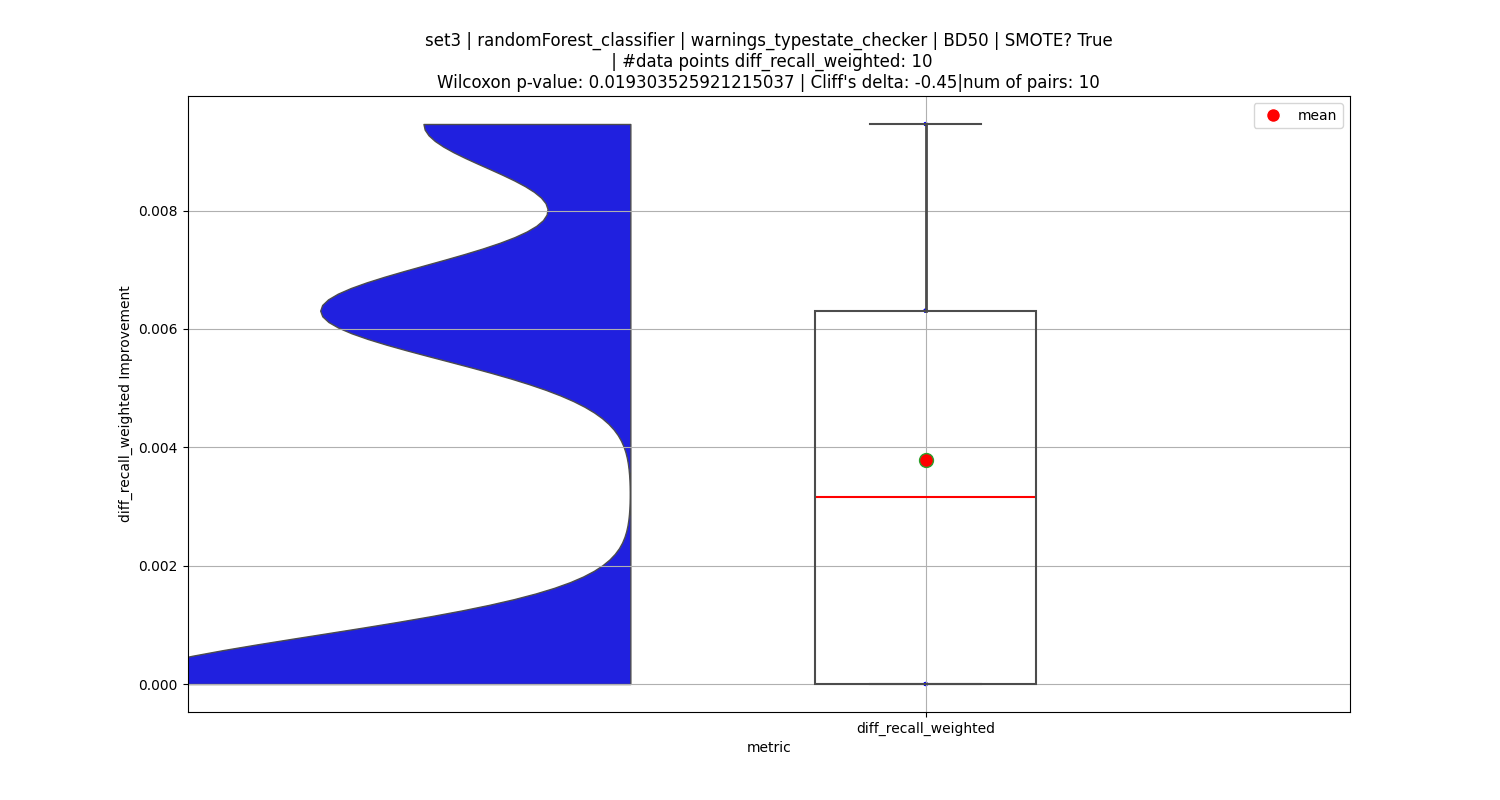 set3 | randomForest_classifier | warnings_typestate_checker | BD50 | SMOTE? True
| #data points diff_recall_weighted: 10
Wilcoxon p-value: 0.019303525921215037 | Cliff's delta: -0.45|num of pairs: 10
mean
0.008
0.006
0.004
0.002
0.000
diff_recall_weighted Improvement
diff_recall_weighted
metric